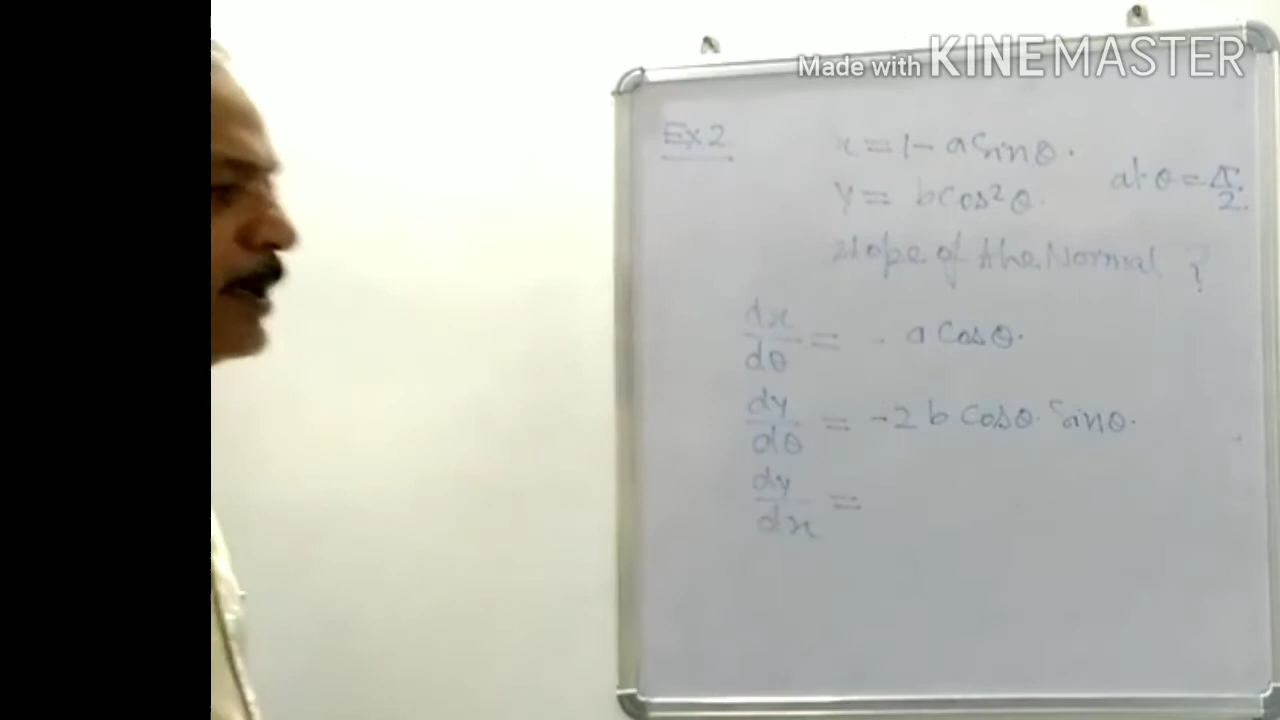 Made with KINEMASTER
Ex 2
x = 1 - a sin θ.
y = b cos² θ. at θ = π/2.
slope of the Normal ?
dx/dθ = - a cos θ.
dy/dθ = -2 b cos θ. sin θ.
dy/dx =